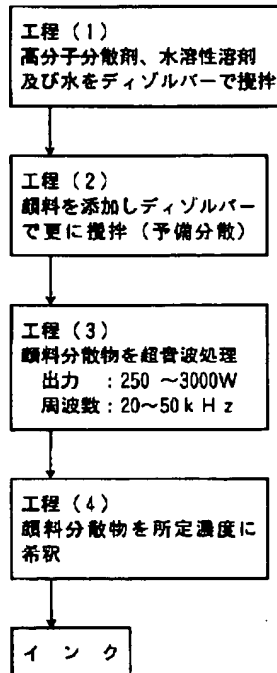 工程（１）
高分子分散剤、水溶性溶剤
及び水をディゾルバーで攪拌
工程（２）
顔料を添加しディゾルバー
で更に攪拌（予備分散）
工程（３）
顔料分散物を超音波処理
出力　：250 ～3000W
周波数：20～50ｋＨｚ
工程（４）
顔料分散物を所定濃度に
希釈
イ　ン　ク